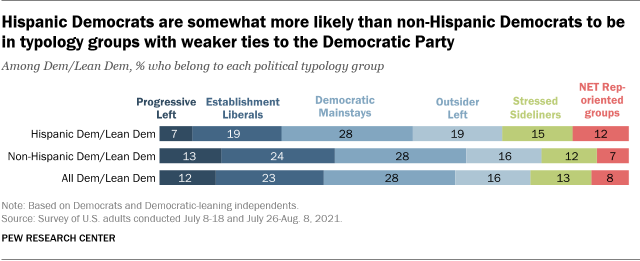 Hispanic Democrats are somewhat more likely than non-Hispanic Democrats to be
in typology groups with weaker ties to the Democratic Party
Among Dem/Lean Dem, % who belong to each political typology group
Progressive Left
Establishment Liberals
Democratic Mainstays
Outsider Left
Stressed Sideliners
NET Rep-oriented groups
Hispanic Dem/Lean Dem 7 19 28 19 15 12
Non-Hispanic Dem/Lean Dem 13 24 28 16 12 7
All Dem/Lean Dem 12 23 28 16 13 8
Note: Based on Democrats and Democratic-leaning independents.
Source: Survey of U.S. adults conducted July 8-18 and July 26-Aug. 8, 2021.
PEW RESEARCH CENTER